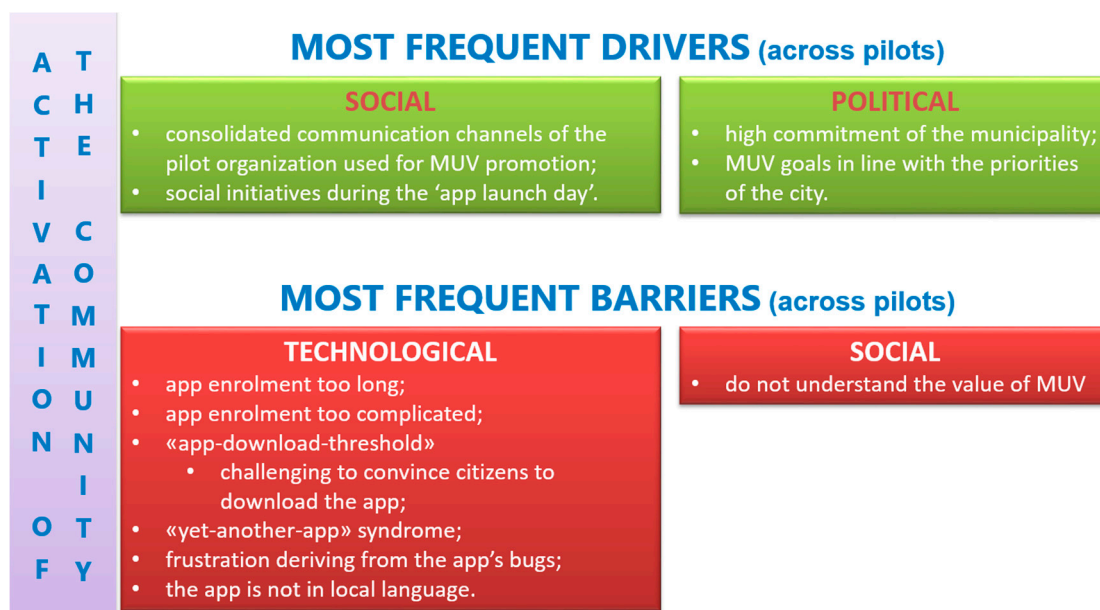 ACTIVATION OF
THE COMMUNITY
MOST FREQUENT DRIVERS (across pilots)
SOCIAL
• consolidated communication channels of the
pilot organization used for MUV promotion;
• social initiatives during the ‘app launch day’.
POLITICAL
• high commitment of the municipality;
• MUV goals in line with the priorities
of the city.
MOST FREQUENT BARRIERS (across pilots)
TECHNOLOGICAL
• app enrolment too long;
• app enrolment too complicated;
• «app-download-threshold»
• challenging to convince citizens to
download the app;
• «yet-another-app» syndrome;
• frustration deriving from the app’s bugs;
• the app is not in local language.
SOCIAL
• do not understand the value of MUV